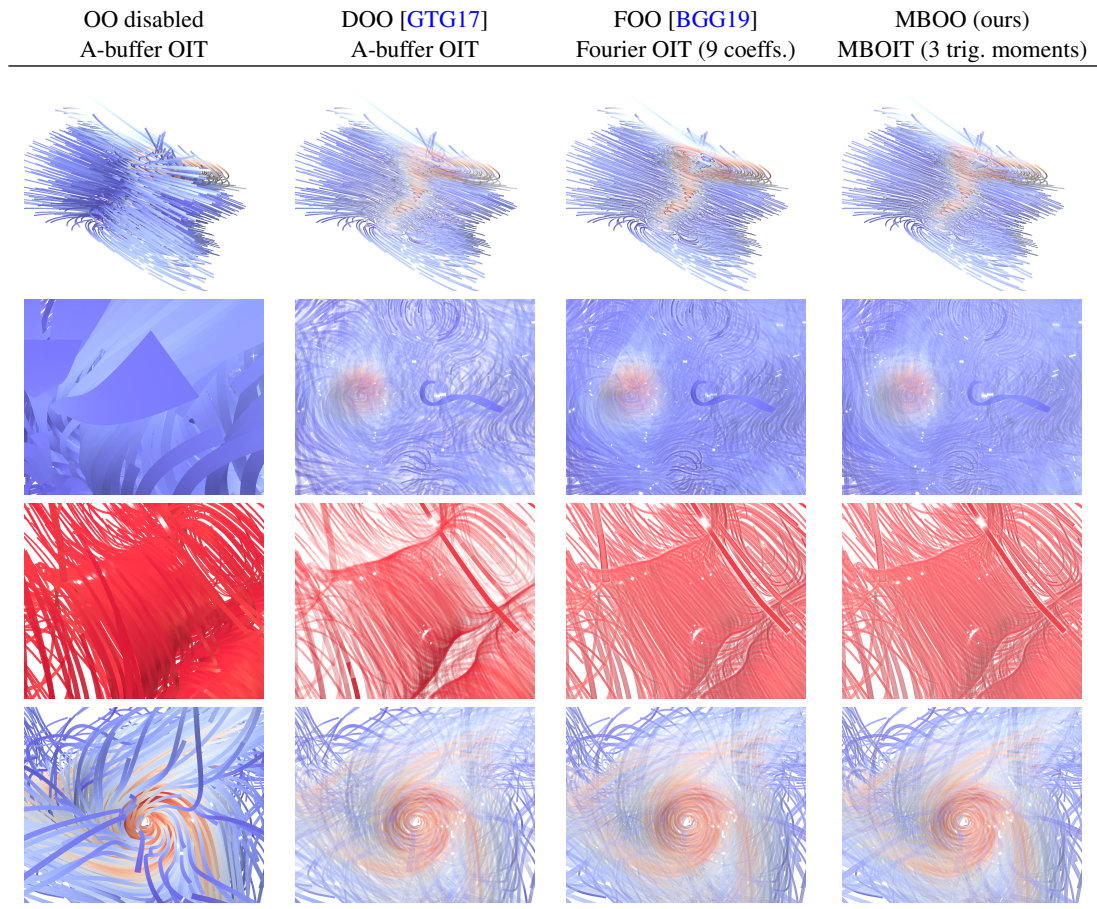 OO disabled
A-buffer OIT
DOO [GTG17]
A-buffer OIT
FOO [BGG19]
Fourier OIT (9 coeffs.)
MBOO (ours)
MBOIT (3 trig. moments)